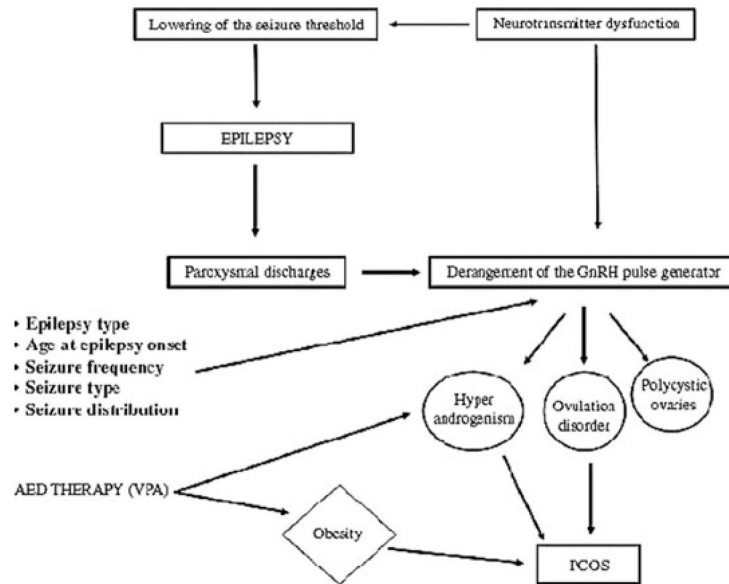 Lowering of the seizure threshold
Neurotransmitter dysfunction
EPILEPSY
Paroxysmal discharges
Derangement of the GnRH pulse generator
‣ Epilepsy type
‣ Age at epilepsy onset
‣ Seizure frequency
‣ Seizure type
‣ Seizure distribution
Hyper
androgenism
Ovulation
disorder
Polycystic
ovaries
AED THERAPY (VPA)
Obesity
PCOS